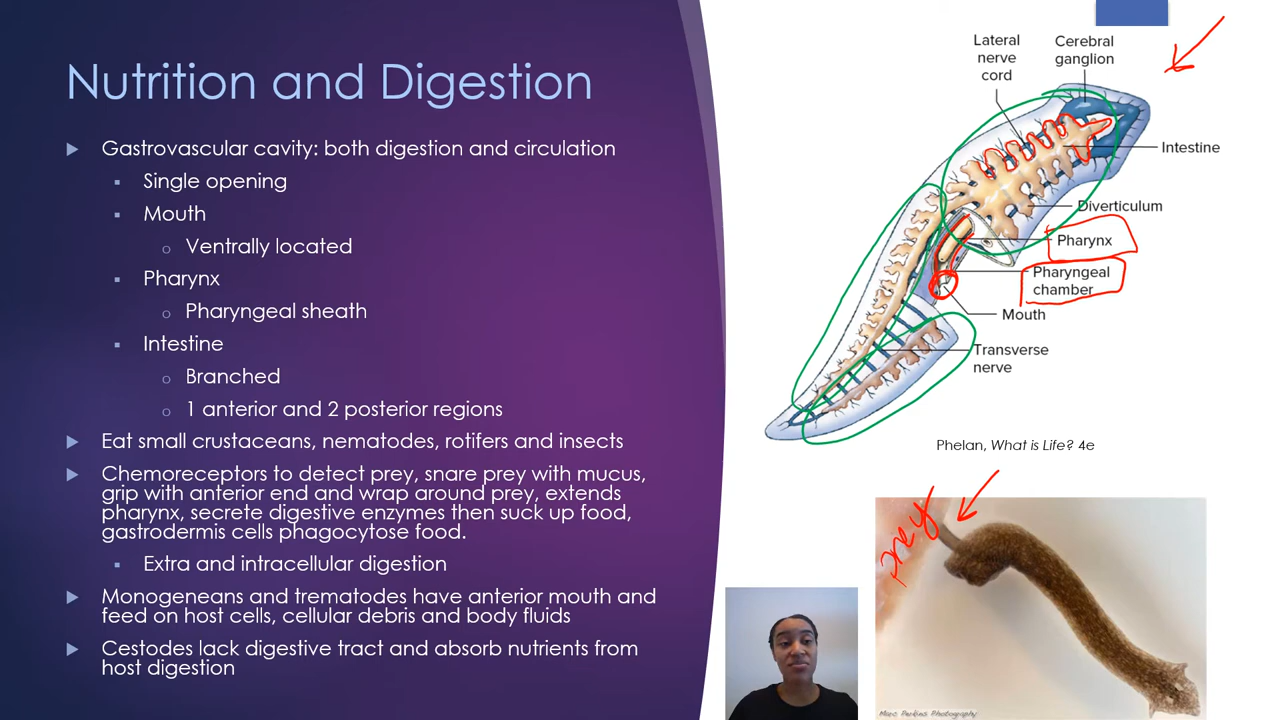 Nutrition and Digestion
Gastrovascular cavity: both digestion and circulation
Single opening
Mouth
Ventrally located
Pharynx
Pharyngeal sheath
Intestine
Branched
1 anterior and 2 posterior regions
Eat small crustaceans, nematodes, rotifers and insects
Chemoreceptors to detect prey, snare prey with mucus,
grip with anterior end and wrap around prey, extends
pharynx, secrete digestive enzymes then suck up food,
gastrodermis cells phagocytose food.
Extra and intracellular digestion
Monogeneans and trematodes have anterior mouth and
feed on host cells, cellular debris and body fluids
Cestodes lack digestive tract and absorb nutrients from
host digestion
Lateral
nerve
cord
Cerebral
ganglion
Intestine
Diverticulum
Pharynx
Pharyngeal
chamber
Mouth
Transverse
nerve
Phelan, What is Life? 4e
prey
Marc Perkins Photography